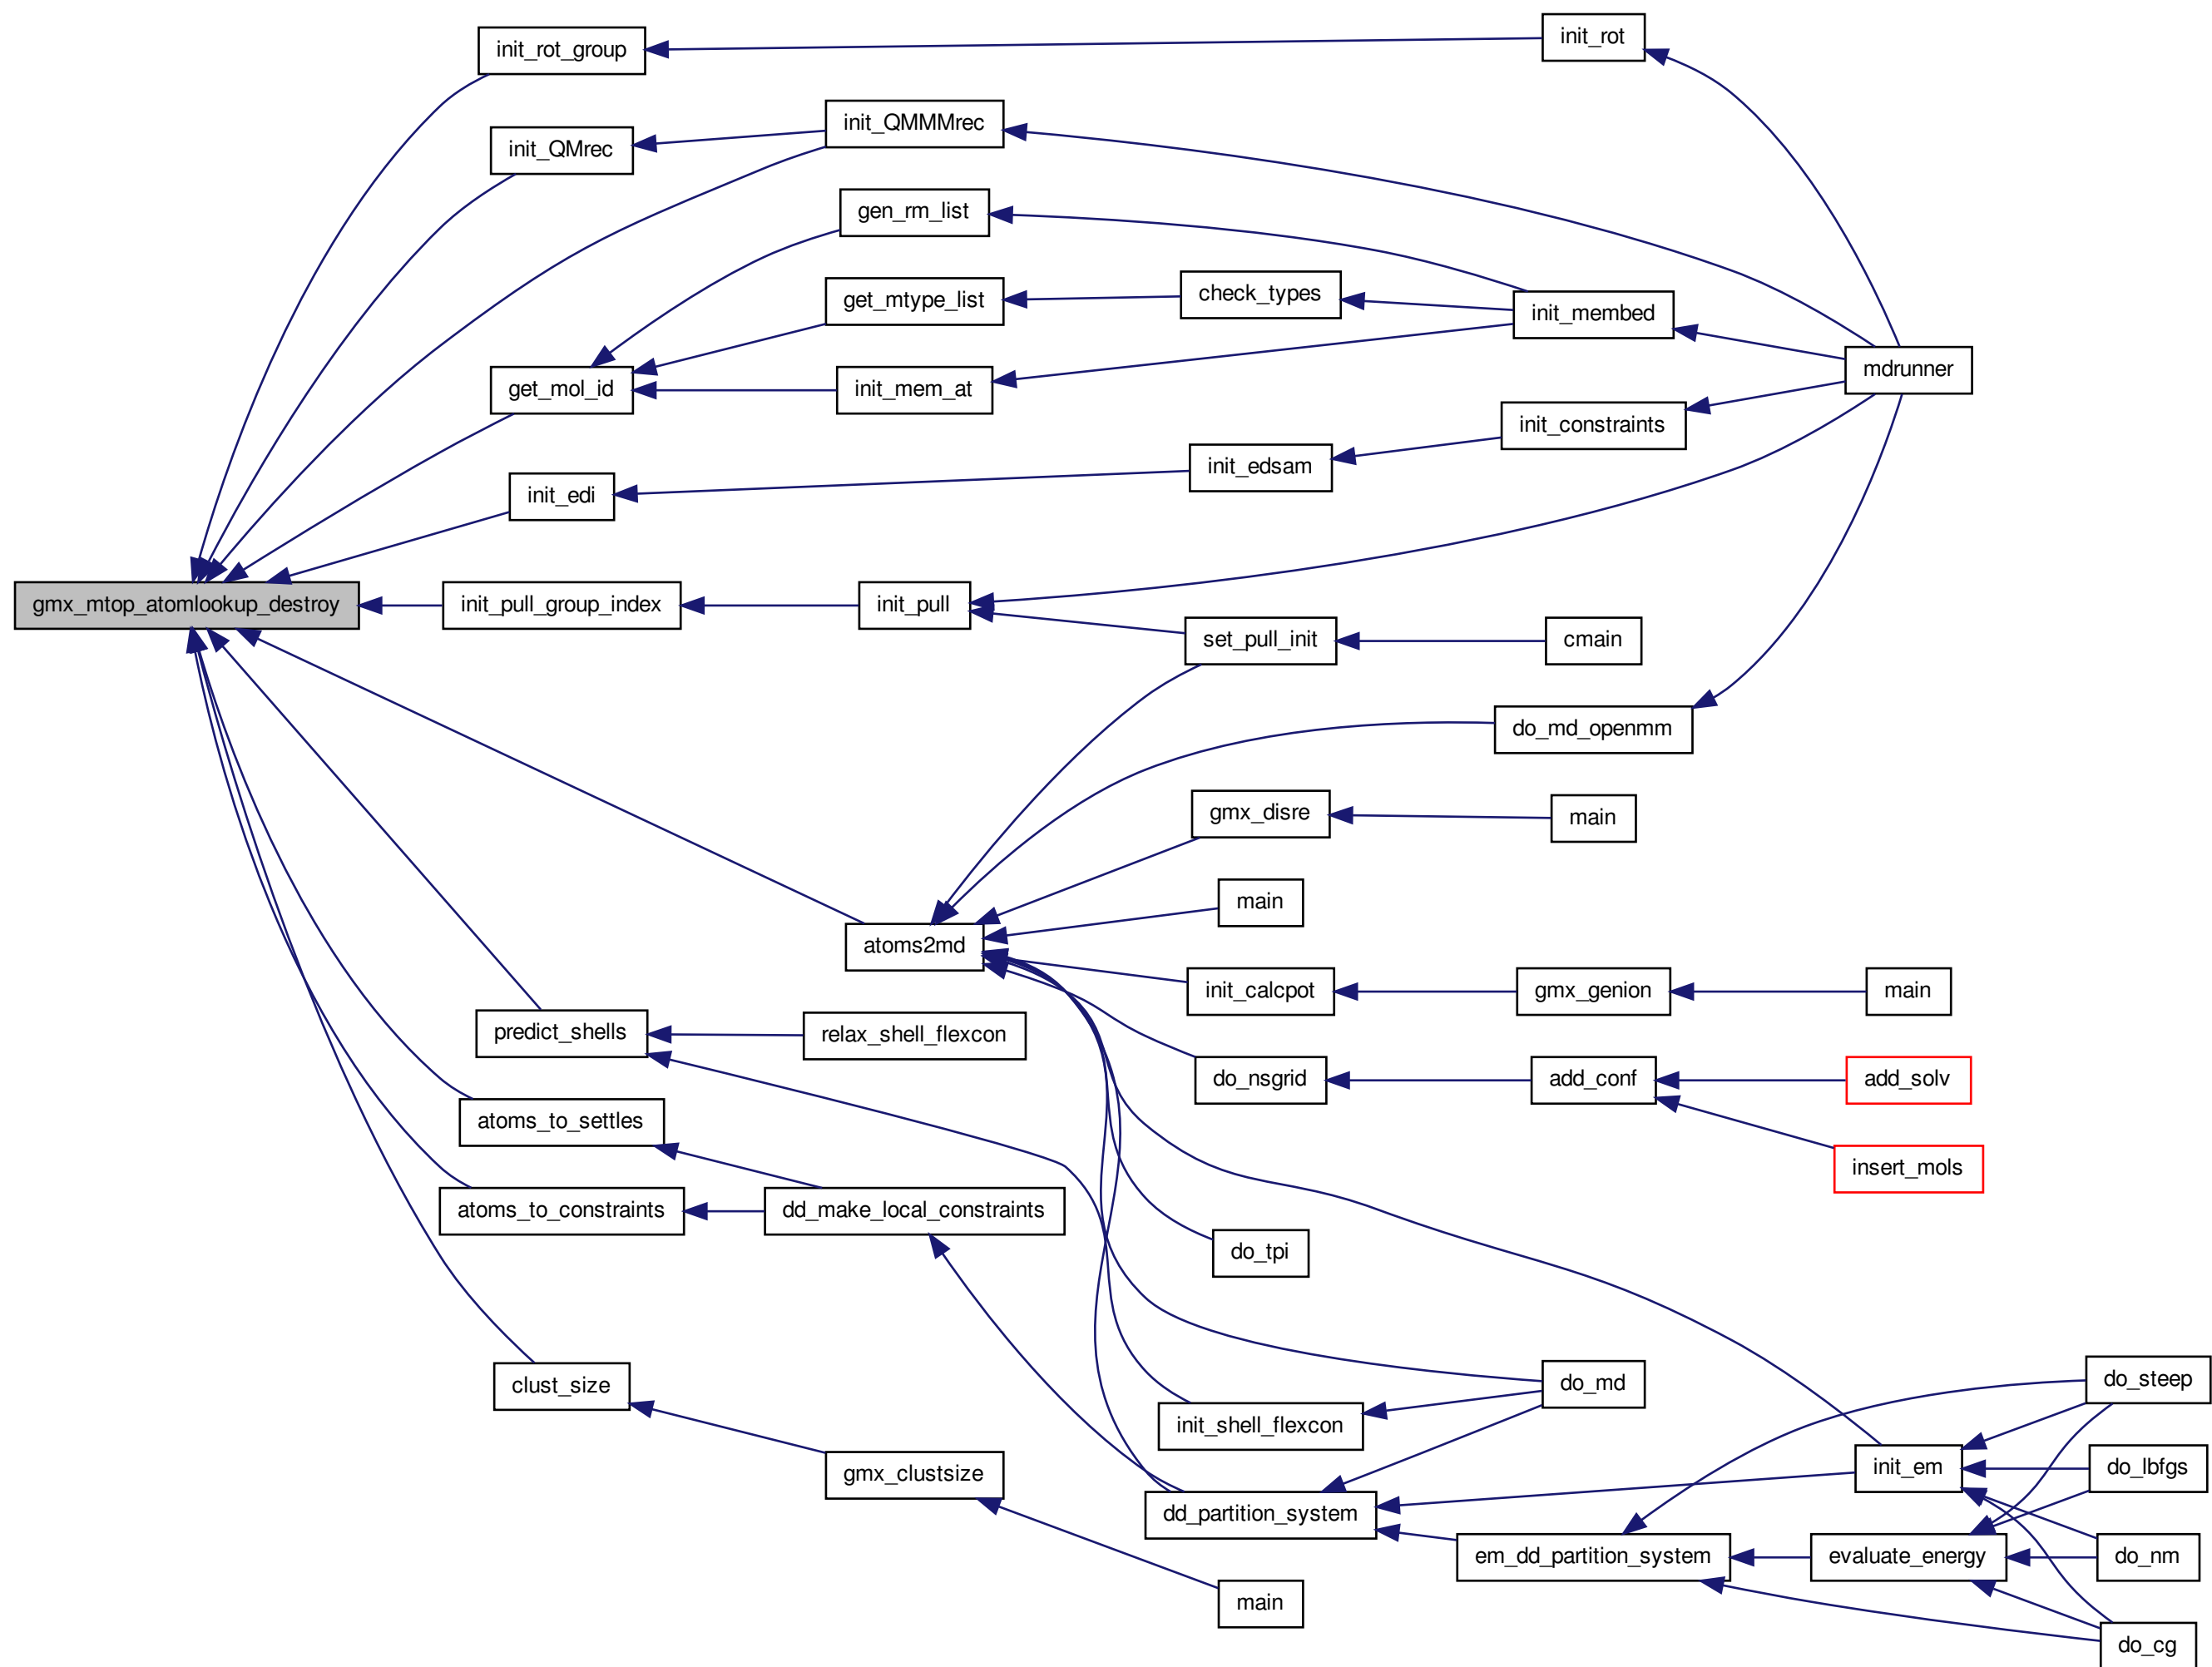 init_rot
init_rot_group
init_QMMMrec
init_QMrec
gen_rm_list
check_types
get_mtype_list
init_membed
mdrunner
get_mol_id
init_mem_at
init_constraints
init_edsam
init_edi
gmx_mtop_atomlookup_destroy
init_pull_group_index
init_pull
set_pull_init
cmain
do_md_openmm
gmx_disre
main
main
atoms2md
init_calcpot
gmx_genion
main
predict_shells
relax_shell_flexcon
do_nsgrid
add_conf
add_solv
atoms_to_settles
insert_mols
atoms_to_constraints
dd_make_local_constraints
do_tpi
clust_size
do_md
do_steep
init_shell_flexcon
gmx_clustsize
init_em
do_lbfgs
dd_partition_system
em_dd_partition_system
evaluate_energy
do_nm
main
do_cg